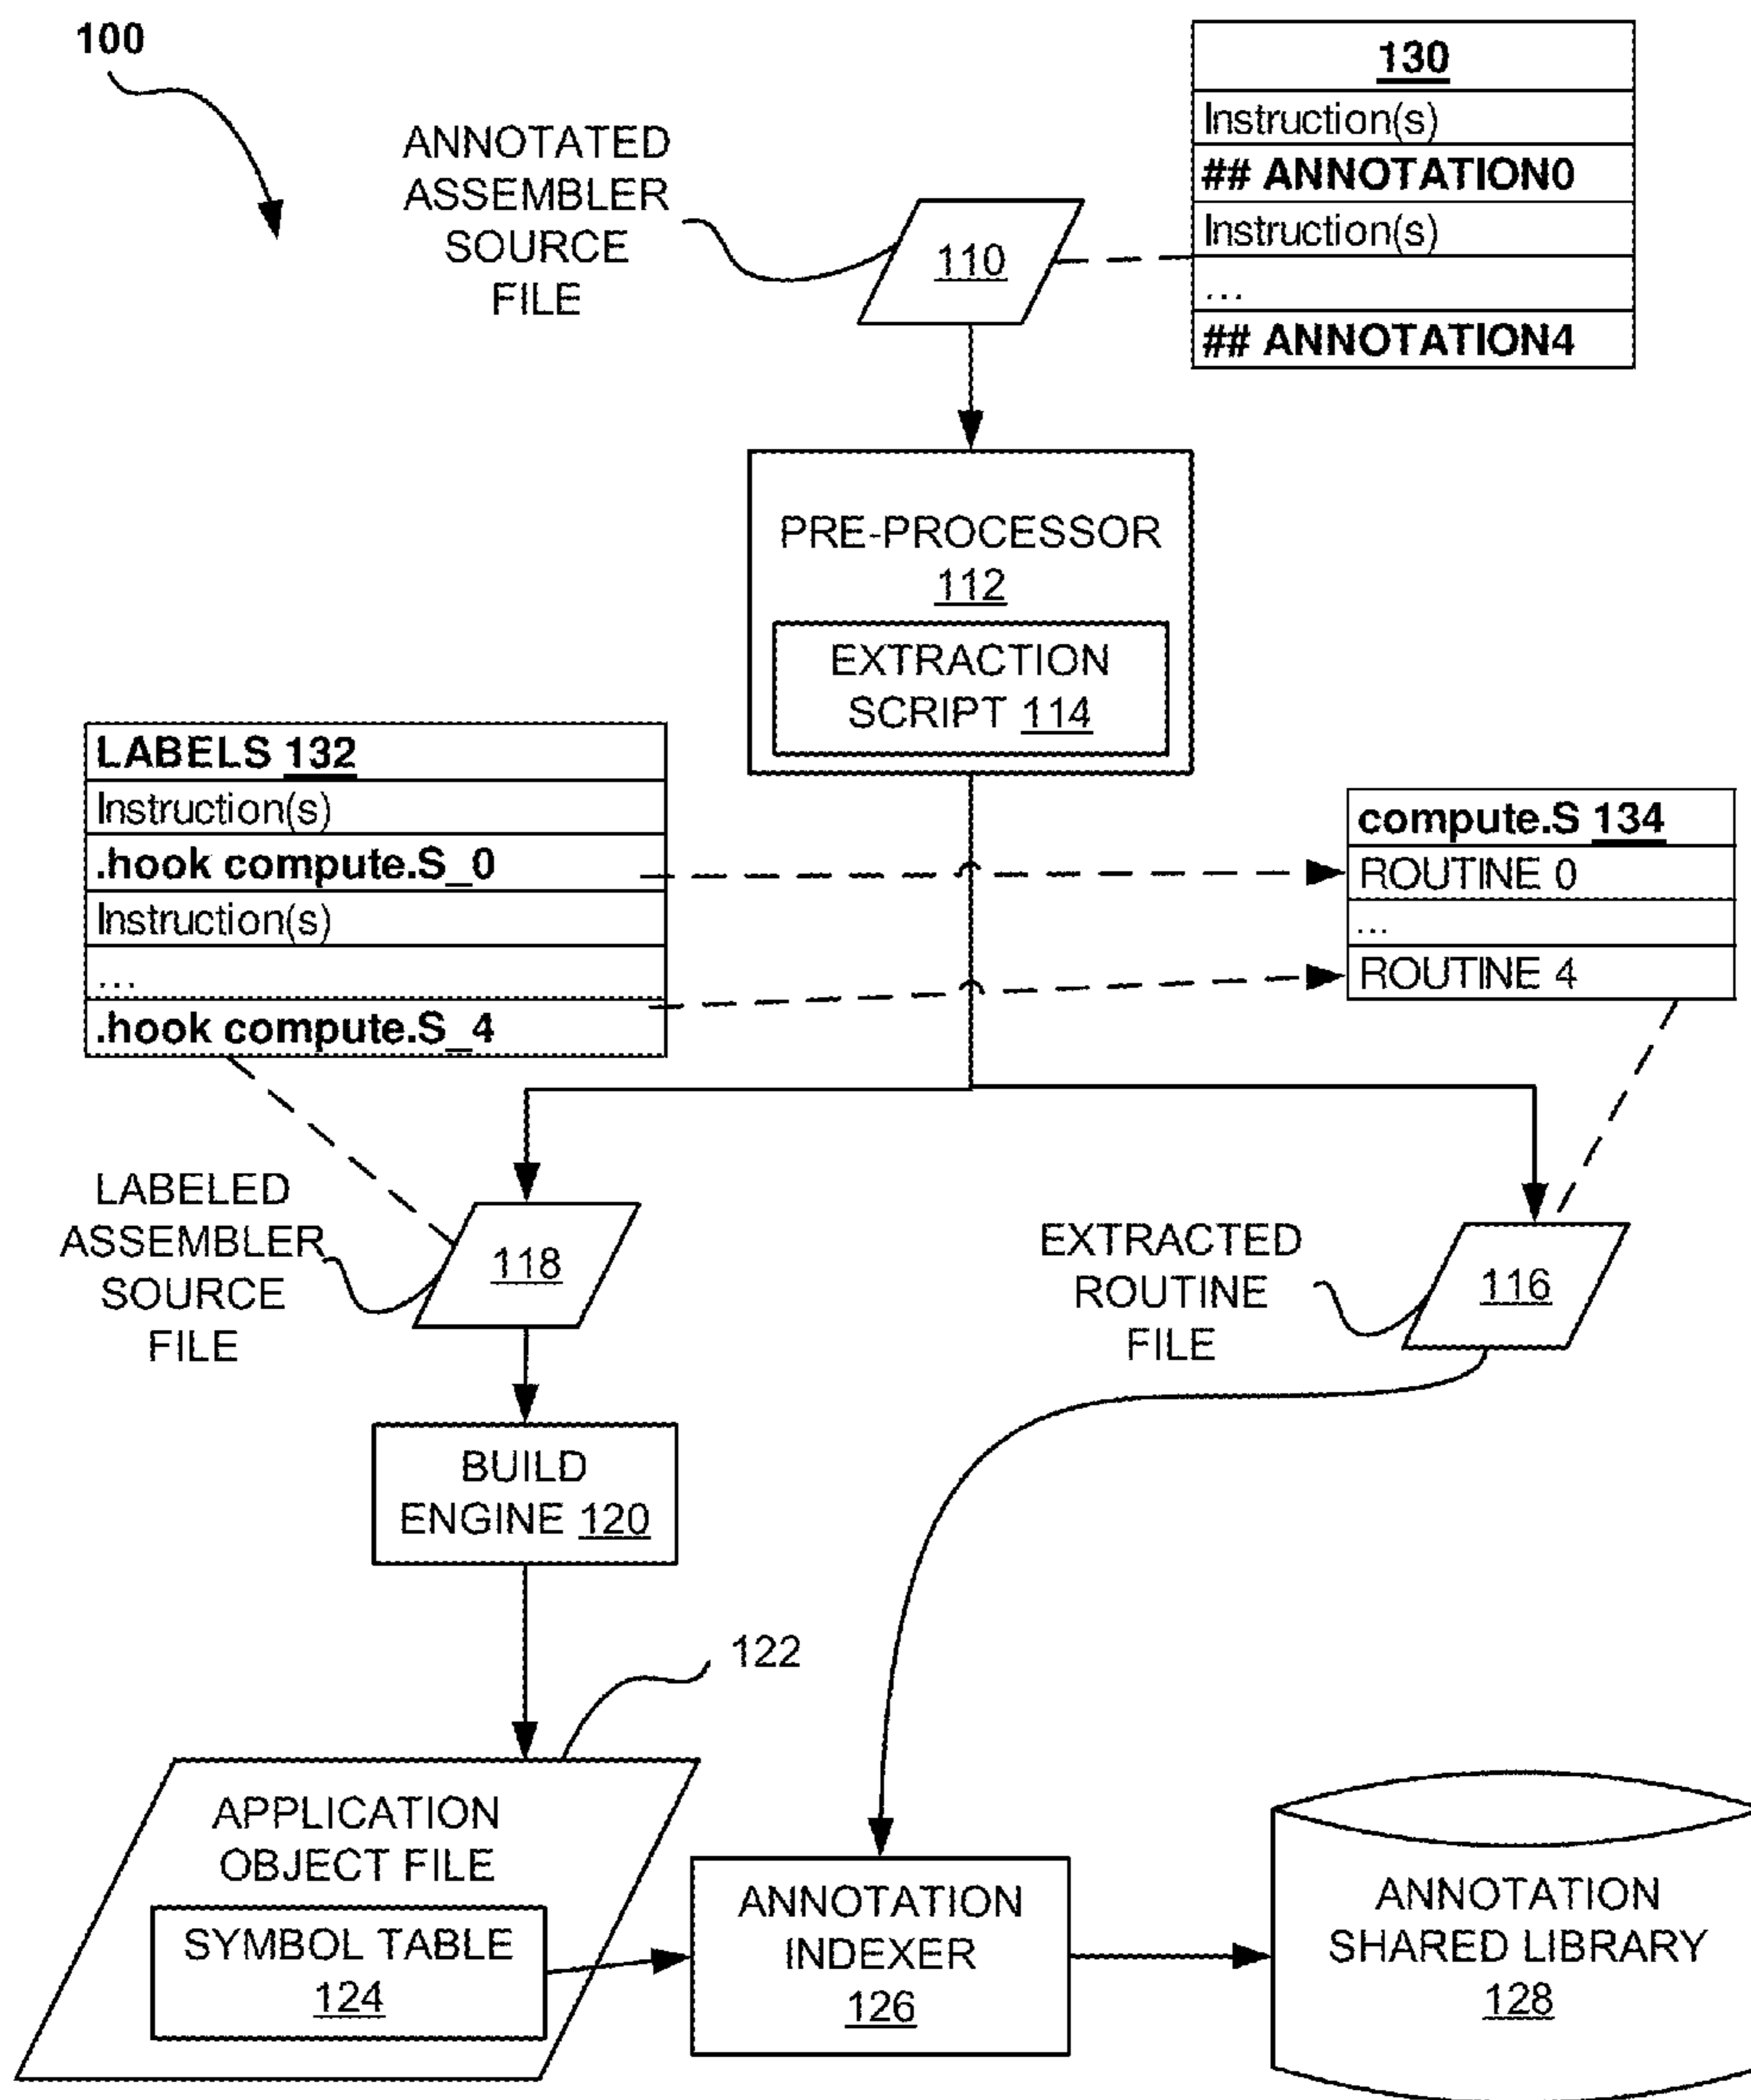 100
130
Instruction(s)
## ANNOTATION0
Instruction(s)
...
## ANNOTATION4
ANNOTATED
ASSEMBLER
SOURCE
FILE
110
PRE-PROCESSOR
112
EXTRACTION
SCRIPT 114
LABELS 132
Instruction(s)
.hook compute.S_0
Instruction(s)
...
.hook compute.S_4
compute.S 134
ROUTINE 0
...
ROUTINE 4
LABELED
ASSEMBLER
SOURCE
FILE
118
EXTRACTED
ROUTINE
FILE
116
BUILD
ENGINE 120
122
APPLICATION
OBJECT FILE
SYMBOL TABLE
124
ANNOTATION
INDEXER
126
ANNOTATION
SHARED LIBRARY
128